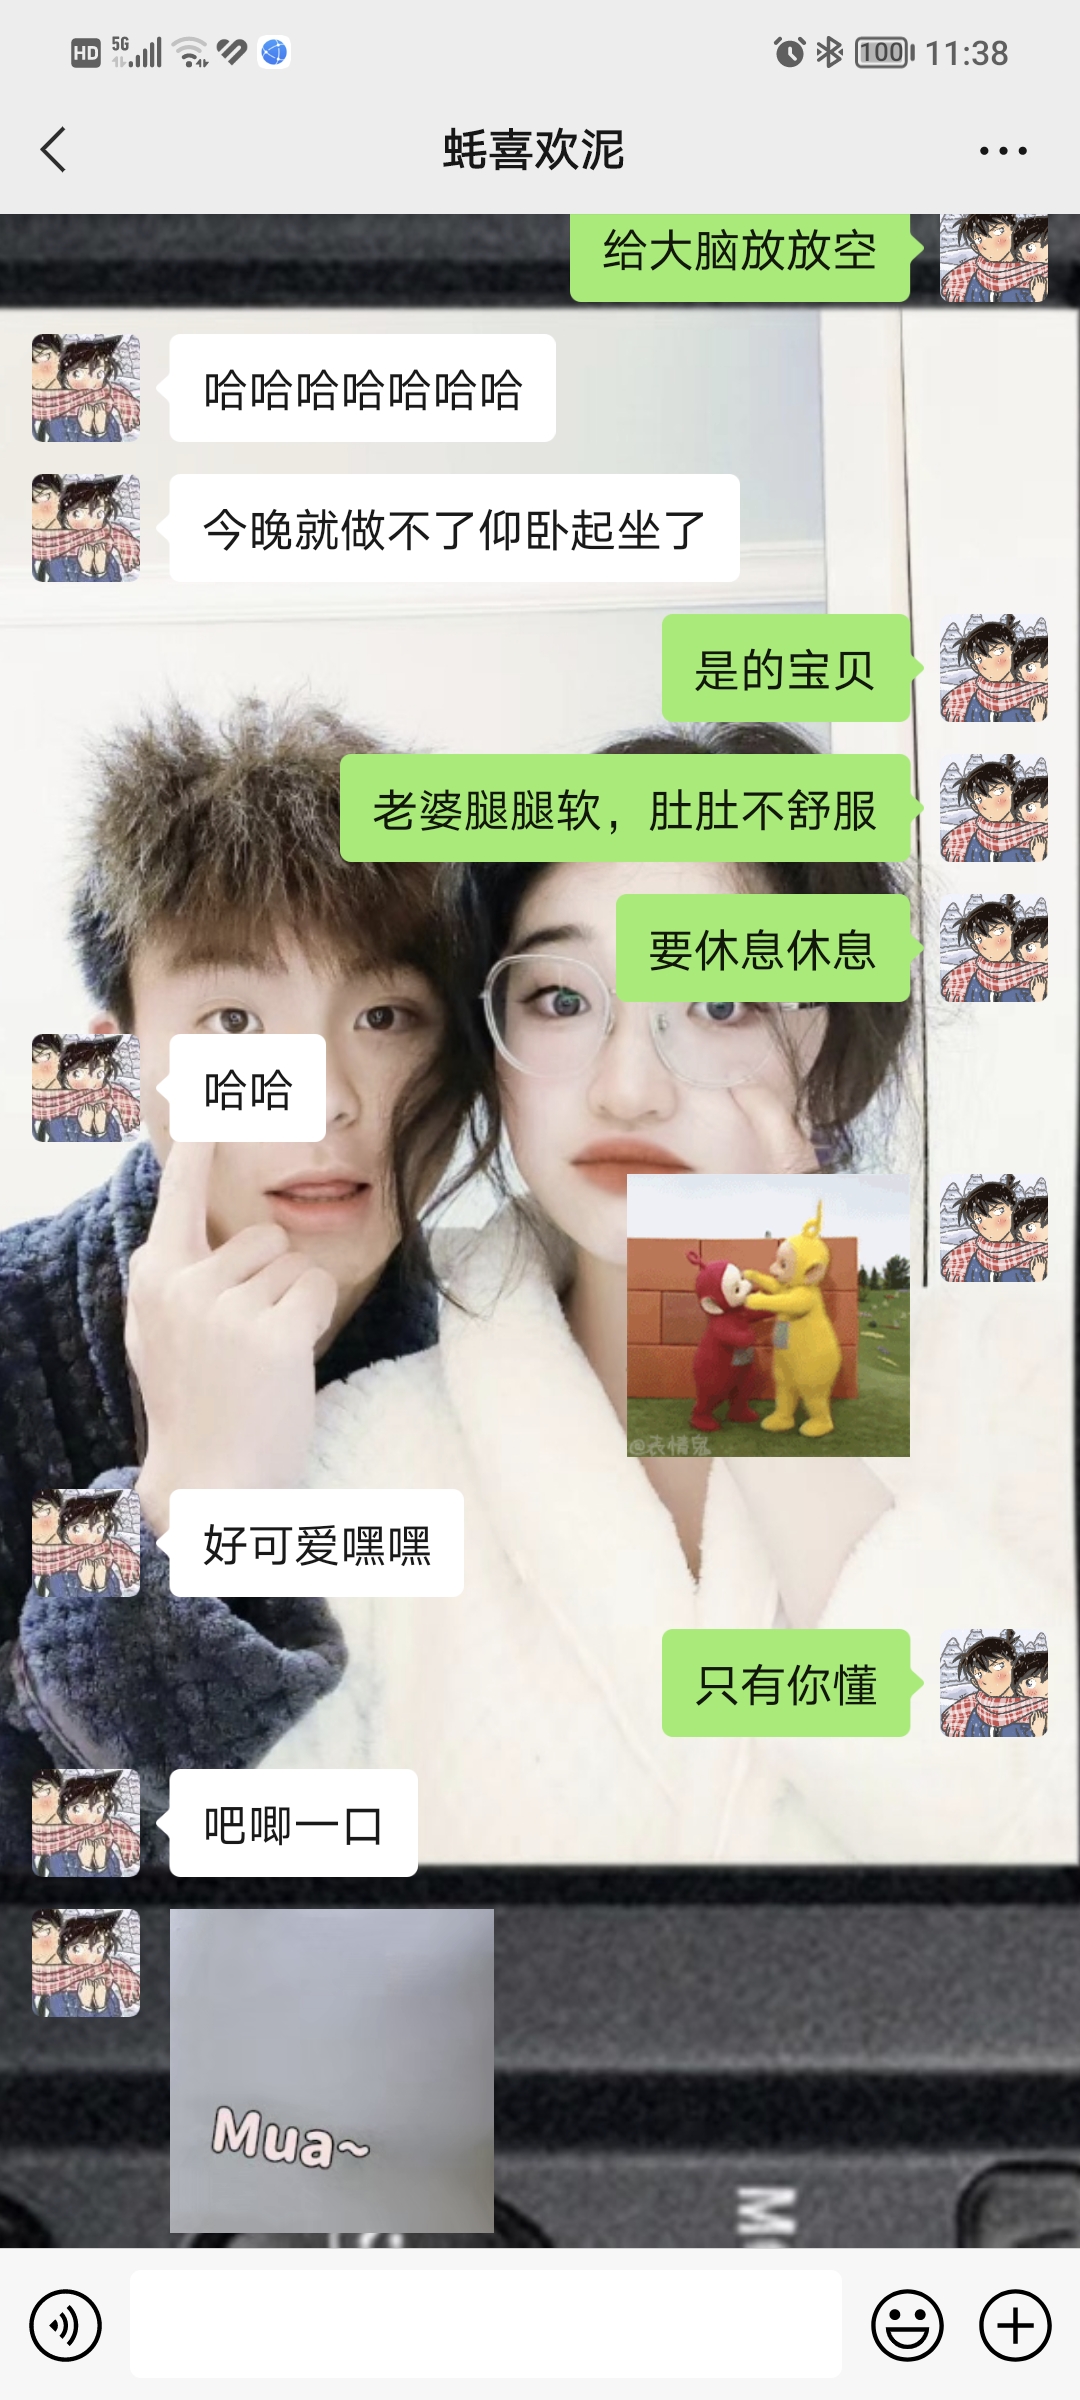 HD 5G 100 11:38
蚝喜欢泥
给大脑放放空
哈哈哈哈哈哈哈
今晚就做不了仰卧起坐了
是的宝贝
老婆腿腿软，肚肚不舒服
要休息休息
哈哈
@表情鬼
好可爱嘿嘿
只有你懂
吧唧一口
Mua~